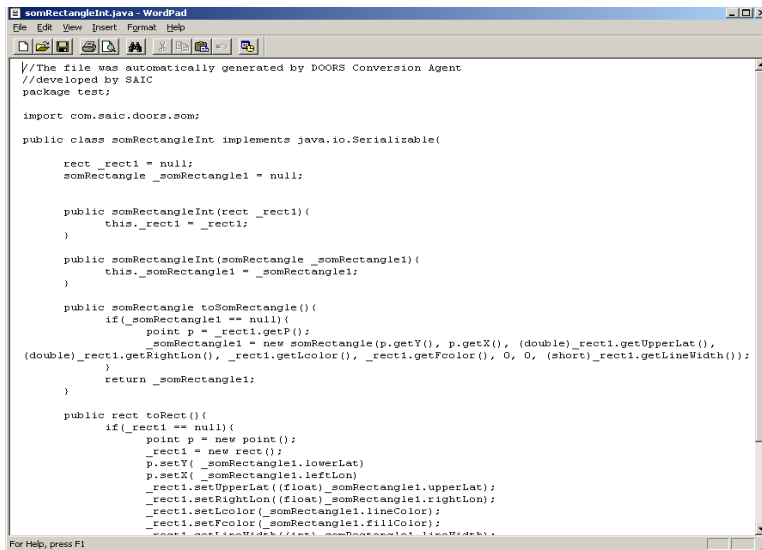 somRectangleInt.java - WordPad
File Edit View Insert Format Help
//The file was automatically generated by DOORS Conversion Agent
//developed by SAIC
package test;
import com.saic.doors.som;
public class somRectangleInt implements java.io.Serializable{
rect _rect1 = null;
somRectangle _somRectangle1 = null;
public somRectangleInt(rect _rect1){
this._rect1 = _rect1;
}
public somRectangleInt(somRectangle _somRectangle1){
this._somRectangle1 = _somRectangle1;
}
public somRectangle toSomRectangle(){
if(_somRectangle1 == null){
point p = _rect1.getP();
_somRectangle1 = new somRectangle(p.getY(), p.getX(), (double)_rect1.getUpperLat(),
(double)_rect1.getRightLon(), _rect1.getLcolor(), _rect1.getFcolor(), 0, 0, (short)_rect1.getLineWidth());
}
return _somRectangle1;
}
public rect toRect(){
if(_rect1 == null){
point p = new point();
_rect1 = new rect();
p.setY( _somRectangle1.lowerLat)
p.setX( _somRectangle1.leftLon)
_rect1.setUpperLat((float)_somRectangle1.upperLat);
_rect1.setRightLon((float)_somRectangle1.rightLon);
_rect1.setLcolor(_somRectangle1.lineColor);
_rect1.setFcolor(_somRectangle1.fillColor);
_rect1.setLineWidth((int)_somRectangle1.lineWidth);
For Help, press F1